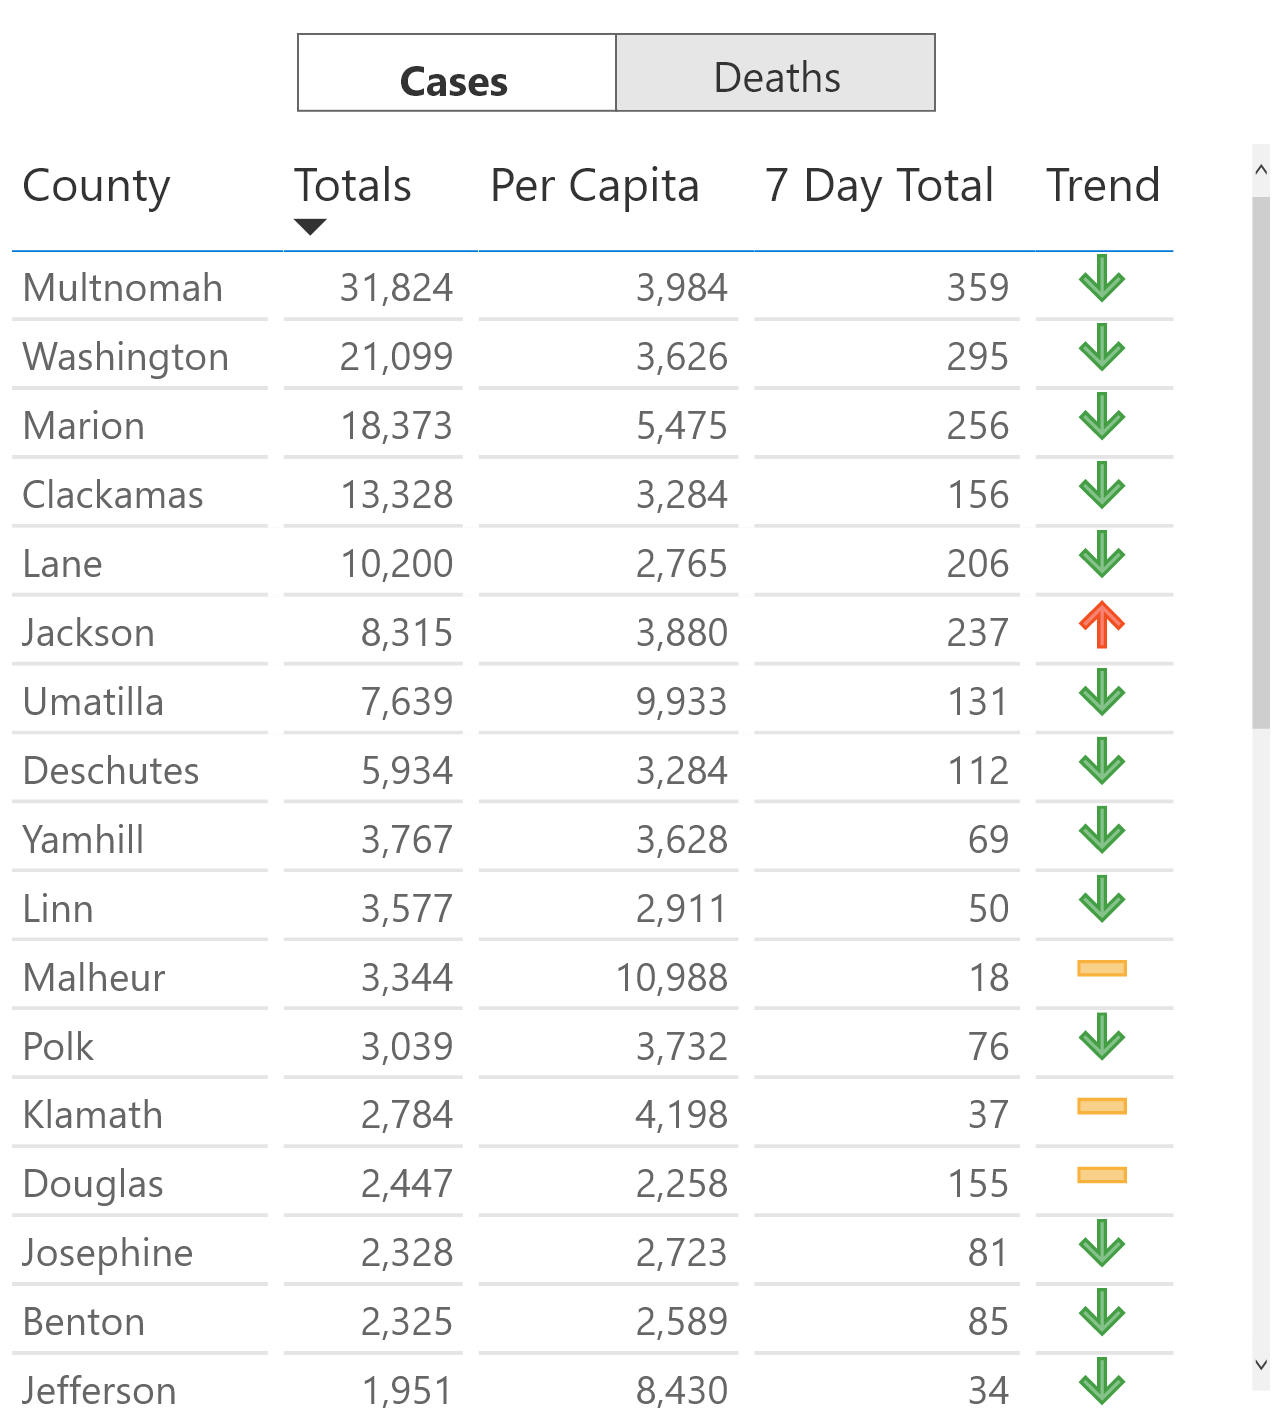 Cases Deaths
County Totals Per Capita 7 Day Total Trend
Multnomah 31,824 3,984 359
Washington 21,099 3,626 295
Marion 18,373 5,475 256
Clackamas 13,328 3,284 156
Lane 10,200 2,765 206
Jackson 8,315 3,880 237
Umatilla 7,639 9,933 131
Deschutes 5,934 3,284 112
Yamhill 3,767 3,628 69
Linn 3,577 2,911 50
Malheur 3,344 10,988 18
Polk 3,039 3,732 76
Klamath 2,784 4,198 37
Douglas 2,447 2,258 155
Josephine 2,328 2,723 81
Benton 2,325 2,589 85
Jefferson 1,951 8,430 34